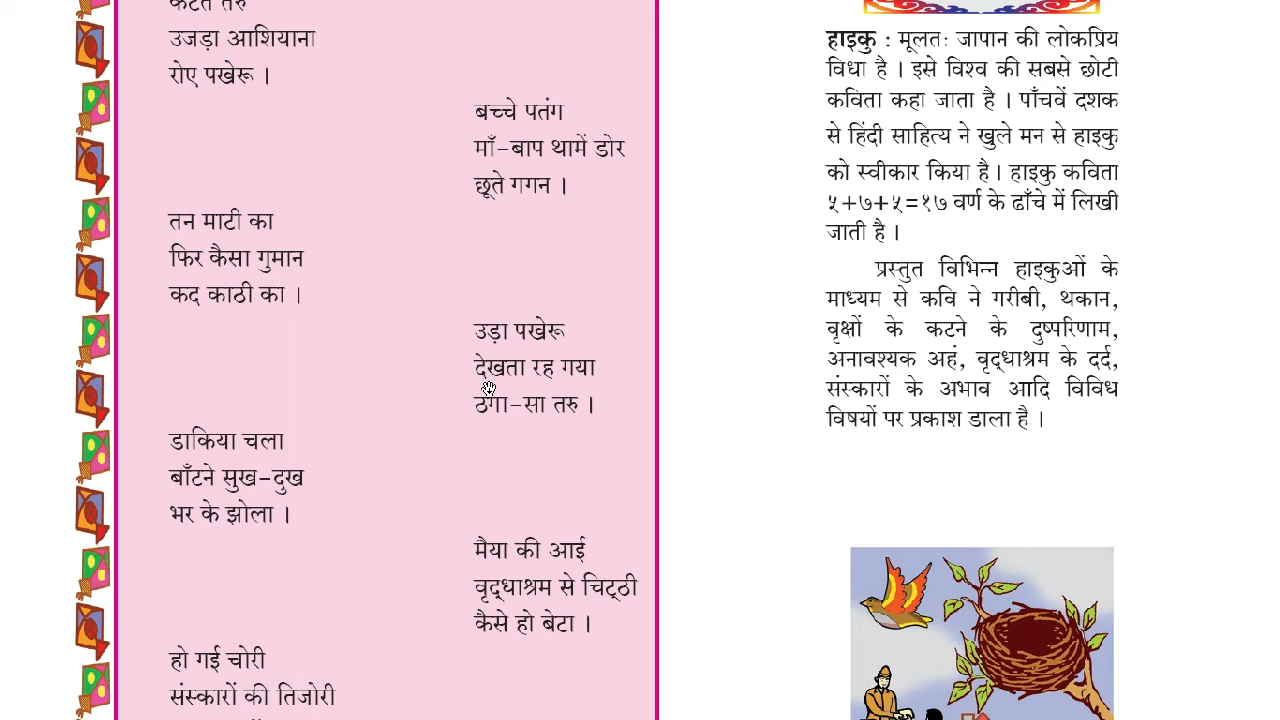 कटते तरु
उजड़ा आशियाना
रोए पखेरू ।
बच्चे पतंग
माँ-बाप थामें डोर
छूते गगन ।
तन माटी का
फिर कैसा गुमान
कद काठी का ।
उड़ा पखेरू
देखता रह गया
ठगा-सा तरु ।
डाकिया चला
बाँटने सुख-दुख
भर के झोला ।
मैया की आई
वृद्धाश्रम से चिट्ठी
कैसे हो बेटा ।
हो गई चोरी
संस्कारों की तिजोरी
हाइकु : मूलतः जापान की लोकप्रिय
विधा है । इसे विश्व की सबसे छोटी
कविता कहा जाता है । पाँचवें दशक
से हिंदी साहित्य ने खुले मन से हाइकु
को स्वीकार किया है। हाइकु कविता
५+७+५=१७ वर्ण के ढाँचे में लिखी
जाती है ।
प्रस्तुत विभिन्न हाइकुओं के
माध्यम से कवि ने गरीबी, थकान,
वृक्षों के कटने के दुष्परिणाम,
अनावश्यक अहं, वृद्धाश्रम के दर्द,
संस्कारों के अभाव आदि विविध
विषयों पर प्रकाश डाला है ।